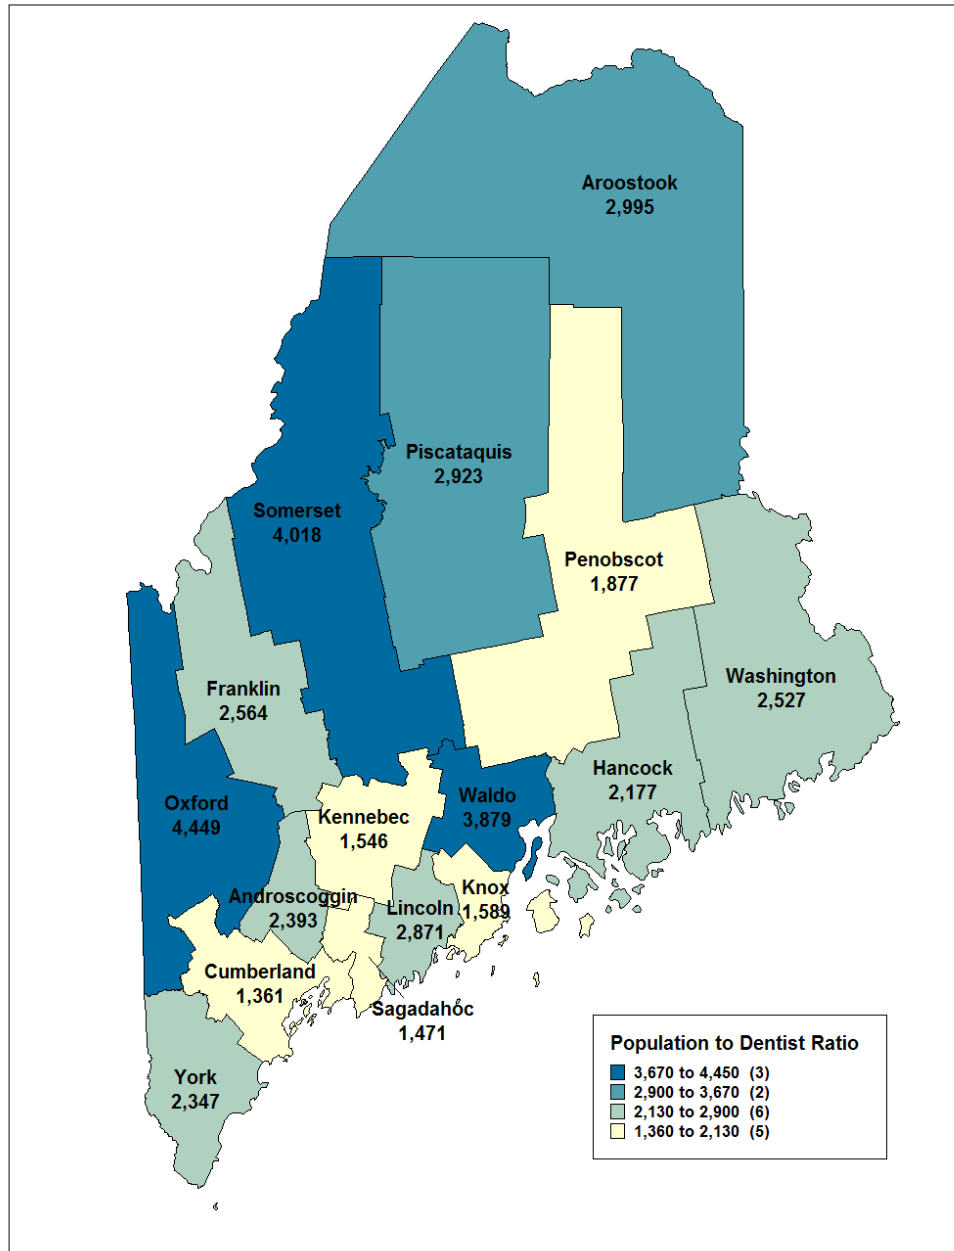 Aroostook
2,995
Piscataquis
2,923
Somerset
4,018
Penobscot
1,877
Franklin
2,564
Washington
2,527
Oxford
4,449
Kennebec
1,546
Waldo
3,879
Hancock
2,177
Androscoggin
2,393
Lincoln
2,871
Knox
1,589
Cumberland
1,361
Sagadahoc
1,471
York
2,347
Population to Dentist Ratio
3,670 to 4,450 (3)
2,900 to 3,670 (2)
2,130 to 2,900 (6)
1,360 to 2,130 (5)